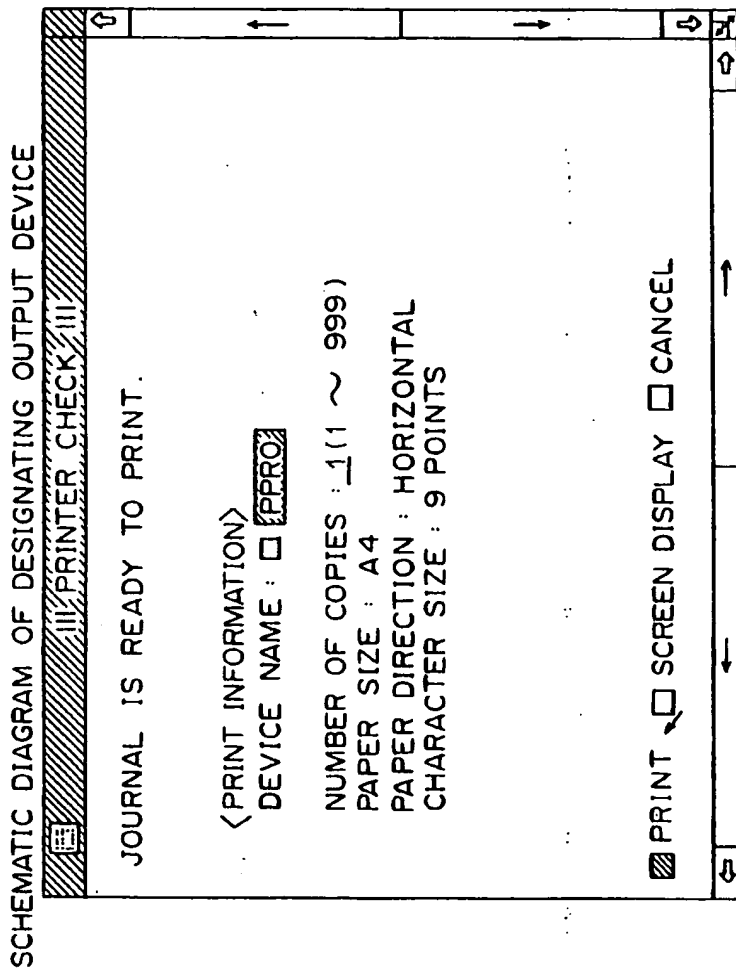 SCHEMATIC DIAGRAM OF DESIGNATING OUTPUT DEVICE
PRINTER CHECK
JOURNAL IS READY TO PRINT.
<PRINT INFORMATION>
DEVICE NAME : □ PPRO
NUMBER OF COPIES : 1 (1 ~ 999)
PAPER SIZE : A4
PAPER DIRECTION : HORIZONTAL
CHARACTER SIZE : 9 POINTS
PRINT □ SCREEN DISPLAY □ CANCEL